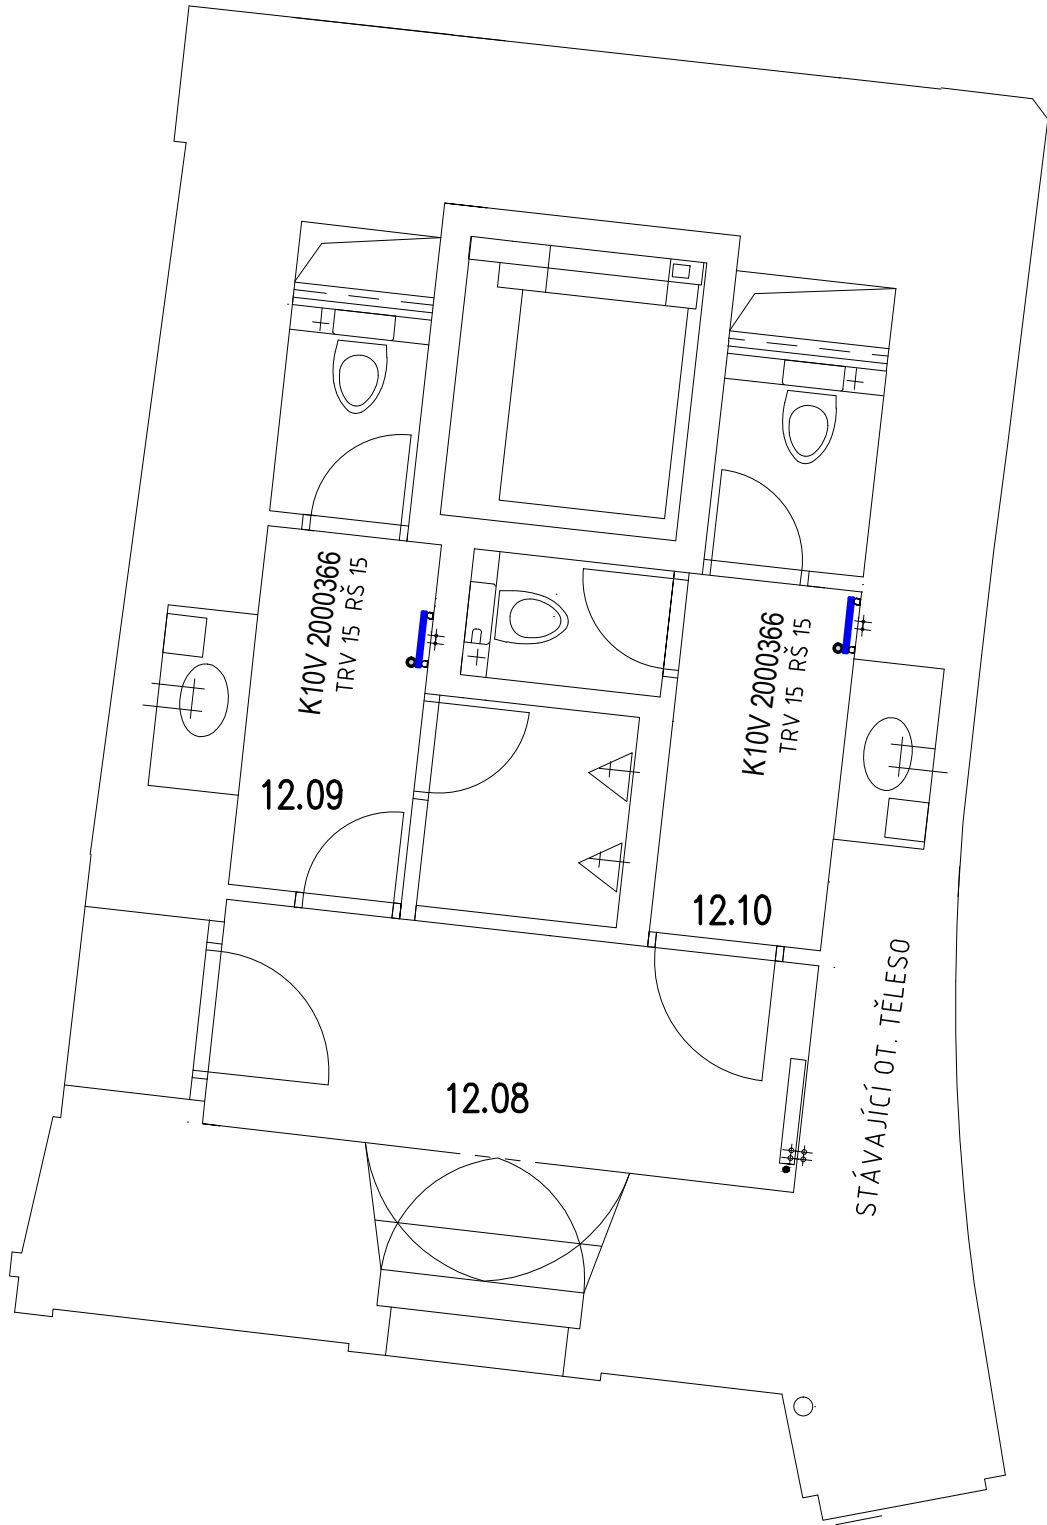 K10V 2000366
TRV 15 RŠ 15
K10V 2000366
TRV 15 RŠ 15
12.09
12.10
STÁVAJÍCÍ OT. TĚLESO
12.08